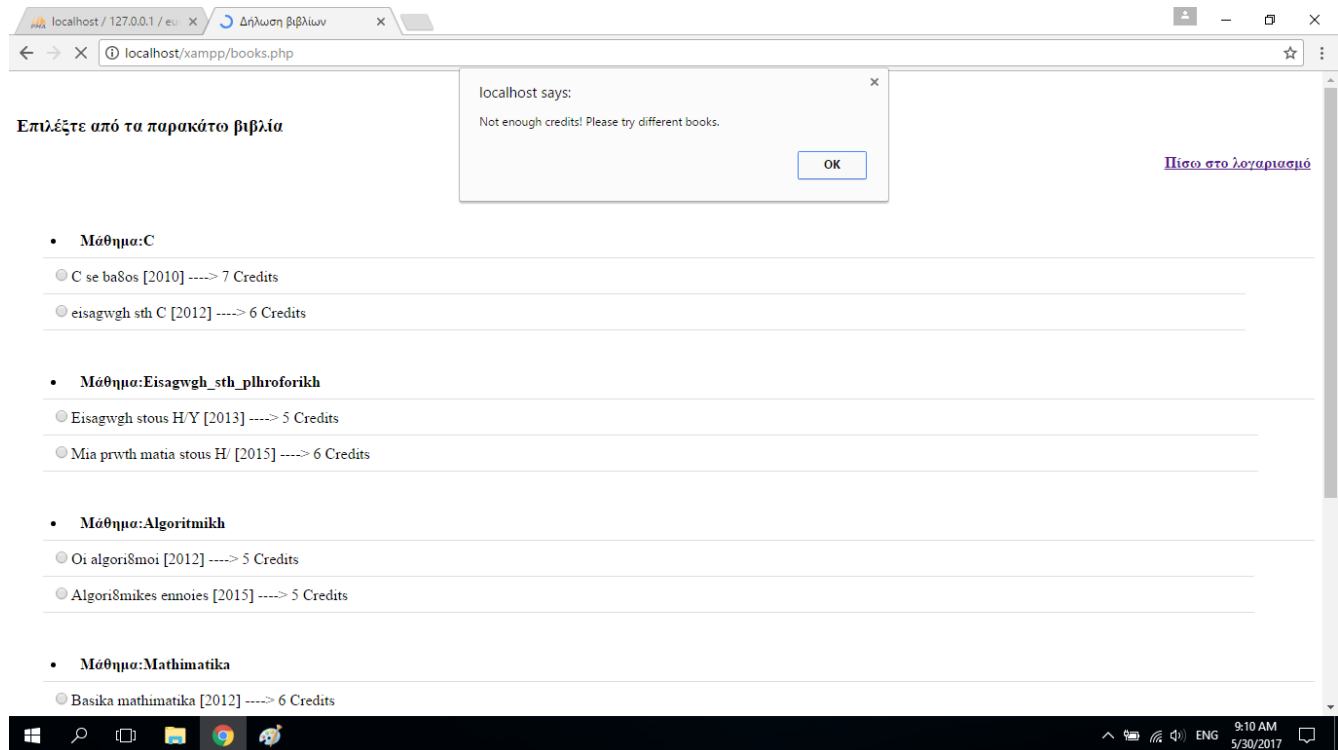 localhost / 127.0.0.1 / eu
Δήλωση βιβλίων
localhost/xampp/books.php
localhost says:
Not enough credits! Please try different books.
OK
Επιλέξτε από τα παρακάτω βιβλία
Πίσω στο λογαριασμό
Μάθημα:C
C se ba8os [2010] ----> 7 Credits
eisagwgh sth C [2012] ----> 6 Credits
Μάθημα:Eisagwgh_sth_plhroforikh
Eisagwgh stous H/Y [2013] ----> 5 Credits
Mia prwth matia stous H/ [2015] ----> 6 Credits
Μάθημα:Algoritmikh
Oi algori8moi [2012] ----> 5 Credits
Algori8mikes ennoies [2015] ----> 5 Credits
Μάθημα:Mathimatika
Basika mathimatika [2012] ----> 6 Credits
ENG
9:10 AM
5/30/2017